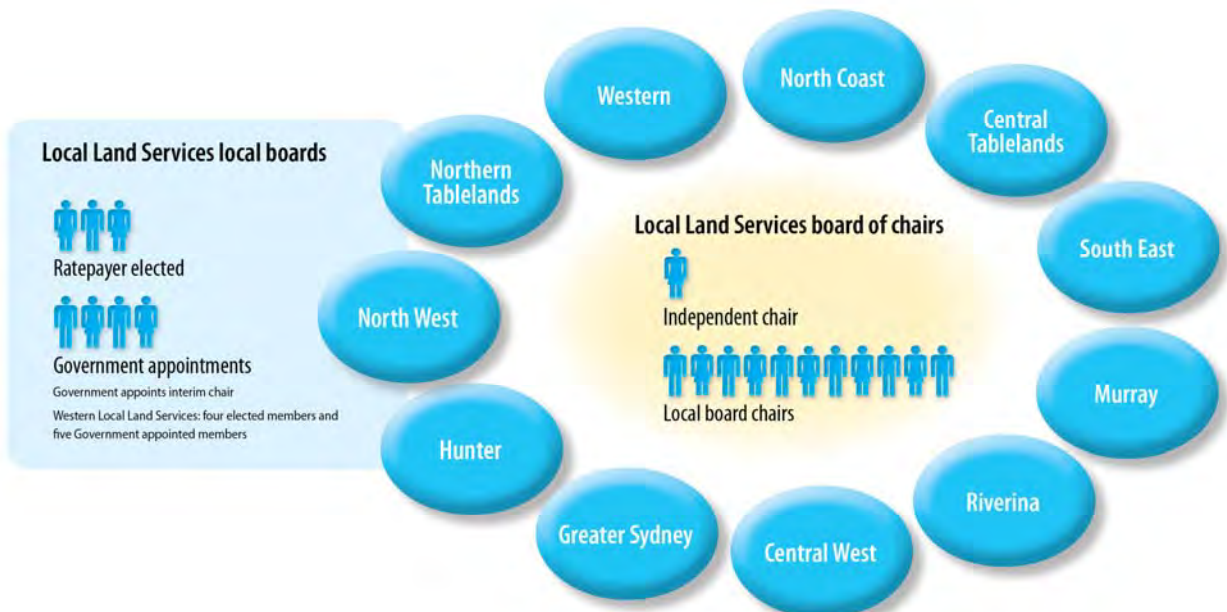 Local Land Services local boards
Ratepayer elected
Government appointments
Government appoints interim chair
Western Local Land Services: four elected members and
five Government appointed members
Northern
Tablelands
Western
North Coast
Central
Tablelands
South East
Murray
Riverina
Central West
Greater Sydney
Hunter
North West
Local Land Services board of chairs
Independent chair
Local board chairs